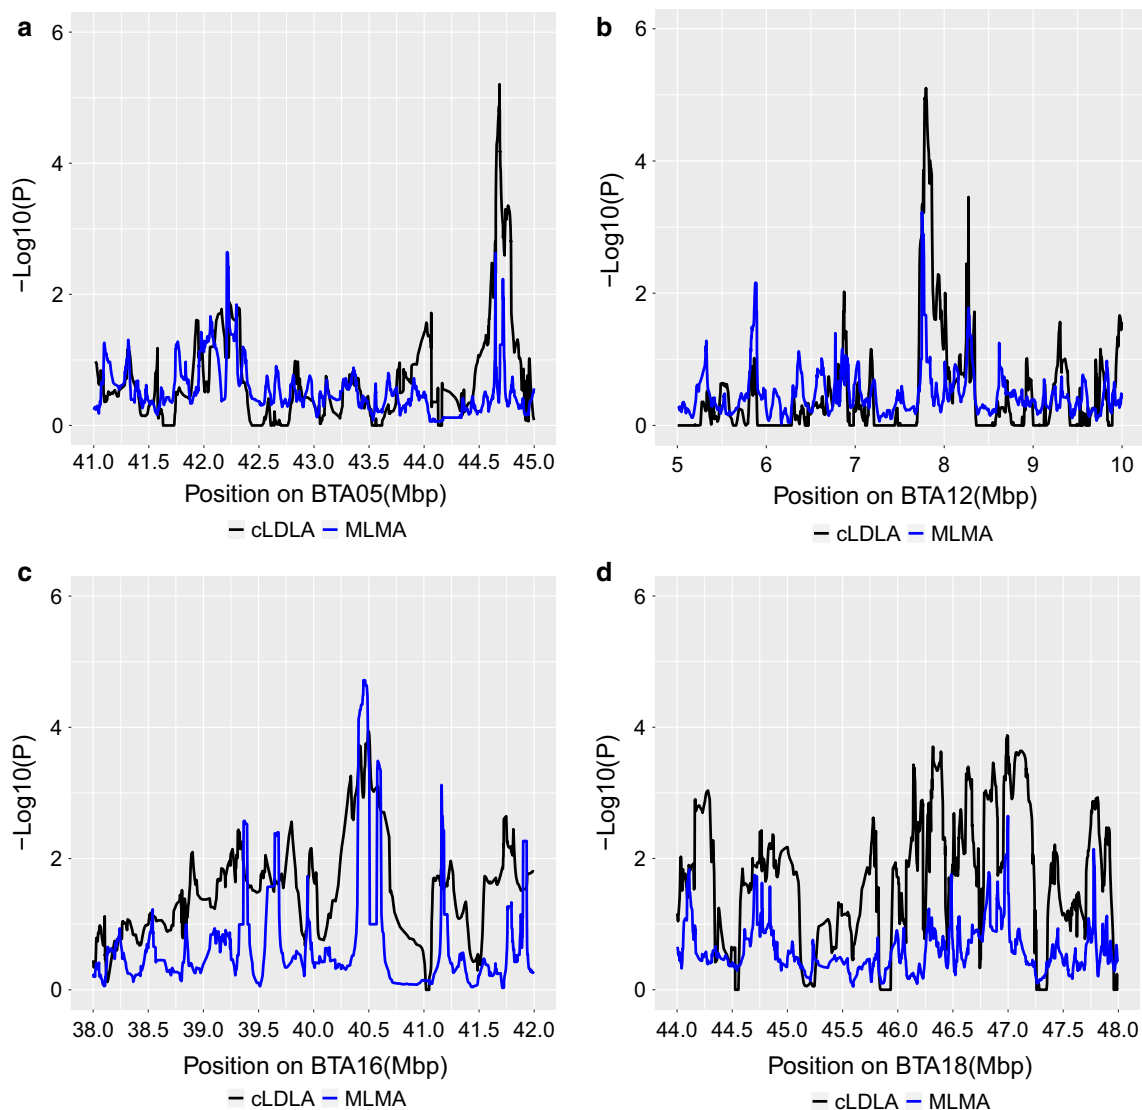 a
6
4
2
0
−Log10(P)
41.0 41.5 42.0 42.5 43.0 43.5 44.0 44.5 45.0
Position on BTA05(Mbp)
cLDLA MLMA
b
6
4
2
0
−Log10(P)
5 6 7 8 9 10
Position on BTA12(Mbp)
cLDLA MLMA
c
6
4
2
0
−Log10(P)
38.0 38.5 39.0 39.5 40.0 40.5 41.0 41.5 42.0
Position on BTA16(Mbp)
cLDLA MLMA
d
6
4
2
0
−Log10(P)
44.0 44.5 45.0 45.5 46.0 46.5 47.0 47.5 48.0
Position on BTA18(Mbp)
cLDLA MLMA